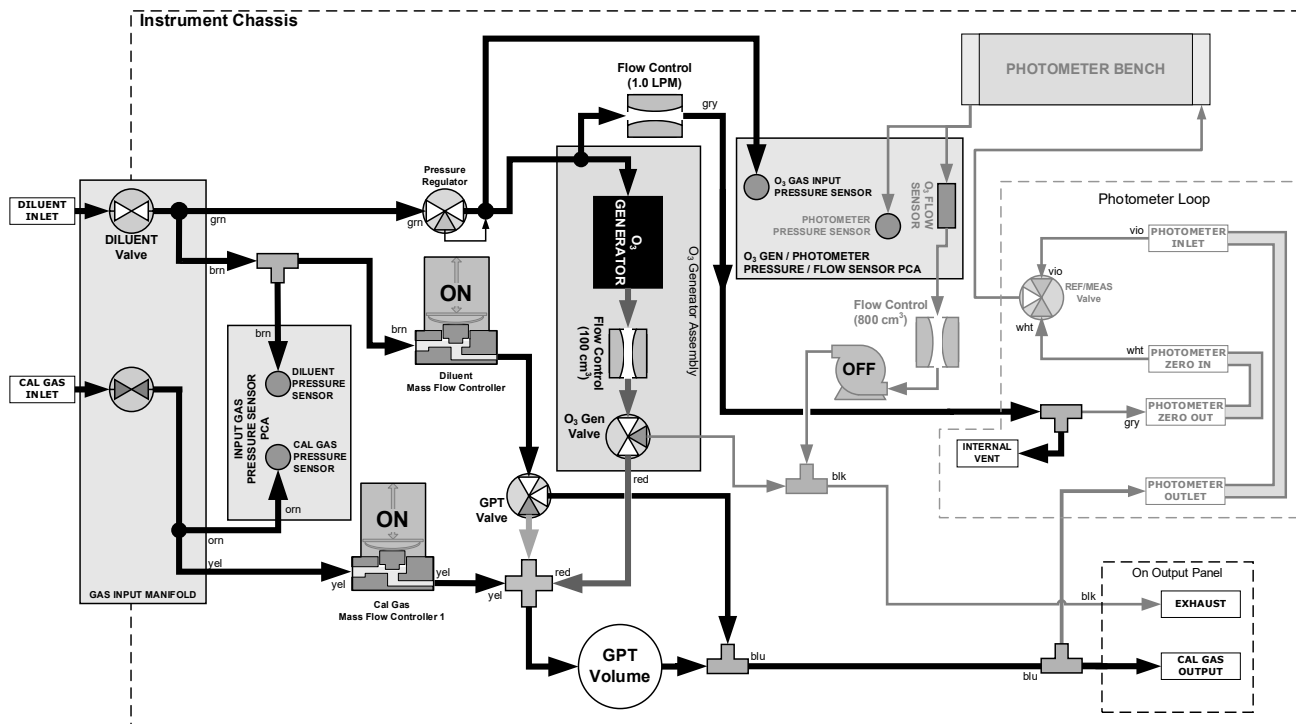 Instrument Chassis
Flow Control
(1.0 LPM)
gry
PHOTOMETER BENCH
Pressure
Regulator
DILUENT
INLET
DILUENT
Valve
grn
grn
brn
O3
GENERATOR
O3 Generator Assembly
O3 GAS INPUT
PRESSURE SENSOR
PHOTOMETER
PRESSURE SENSOR
O3 FLOW
SENSOR
O3 GEN / PHOTOMETER
PRESSURE / FLOW SENSOR PCA
Photometer Loop
vio
PHOTOMETER
INLET
vio
REF/MEAS
Valve
wht
wht
PHOTOMETER
ZERO IN
PHOTOMETER
ZERO OUT
gry
PHOTOMETER
OUTLET
INTERNAL
VENT
ON
brn
brn
Diluent
Mass Flow Controller
Flow Control
(100 cm3)
Flow Control
(800 cm3)
OFF
CAL GAS
INLET
DILUENT
PRESSURE
SENSOR
CAL GAS
PRESSURE
SENSOR
INPUT GAS
PRESSURE SENSOR
PCA
O3 Gen
Valve
red
blk
orn
yel
GPT
Valve
ON
yel
yel
yel
red
Cal Gas
Mass Flow Controller 1
GAS INPUT MANIFOLD
GPT
Volume
blu
blu
On Output Panel
blk
EXHAUST
CAL GAS
OUTPUT